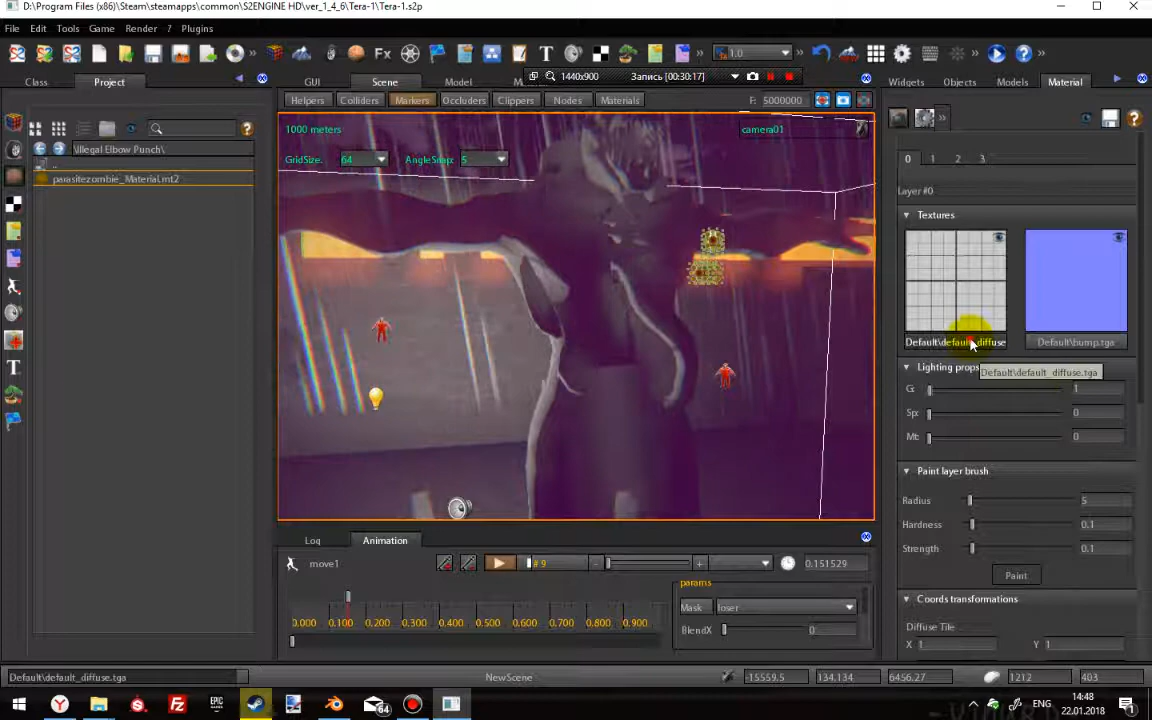 D:\Program Files (x86)\Steam\steamapps\common\S2ENGINE HD\ver_1_4_6\Tera-1\Tera-1.s2p
File Edit Tools Game Render Plugins
Fx T 1.0
1440x900 Запись [00:30:17]
Class Project
GUI Scene Model
Widgets Objects Models Material
Helpers Colliders Markers Occluders Clippers Nodes Materials F: 5000000
1000 meters camera01
GridSize: 64 AngleSnap: 5
\Illegal Elbow Punch\
..
parasitezombie_Material.mt2
0 1 2 3
Layer #0
Textures
Default\default_diffuse Default\bump.tga
Default\default_diffuse.tga
Lighting props
G: 1
Sp: 0
Mt: 0
Paint layer brush
Radius 5
Hardness 0.1
Strength 0.1
Paint
Coords transformations
Diffuse Tile
X 1 Y 1
Log Animation
move1 # 9 - + 0.151529
params
Mask loser
BlendX 0
0.000 0.100 0.200 0.300 0.400 0.500 0.600 0.700 0.800 0.900
Default\default_diffuse.tga NewScene 15559.5 134.134 6456.27 1212 403
EPIC GAMES 64 ENG 14:48
22.01.2018